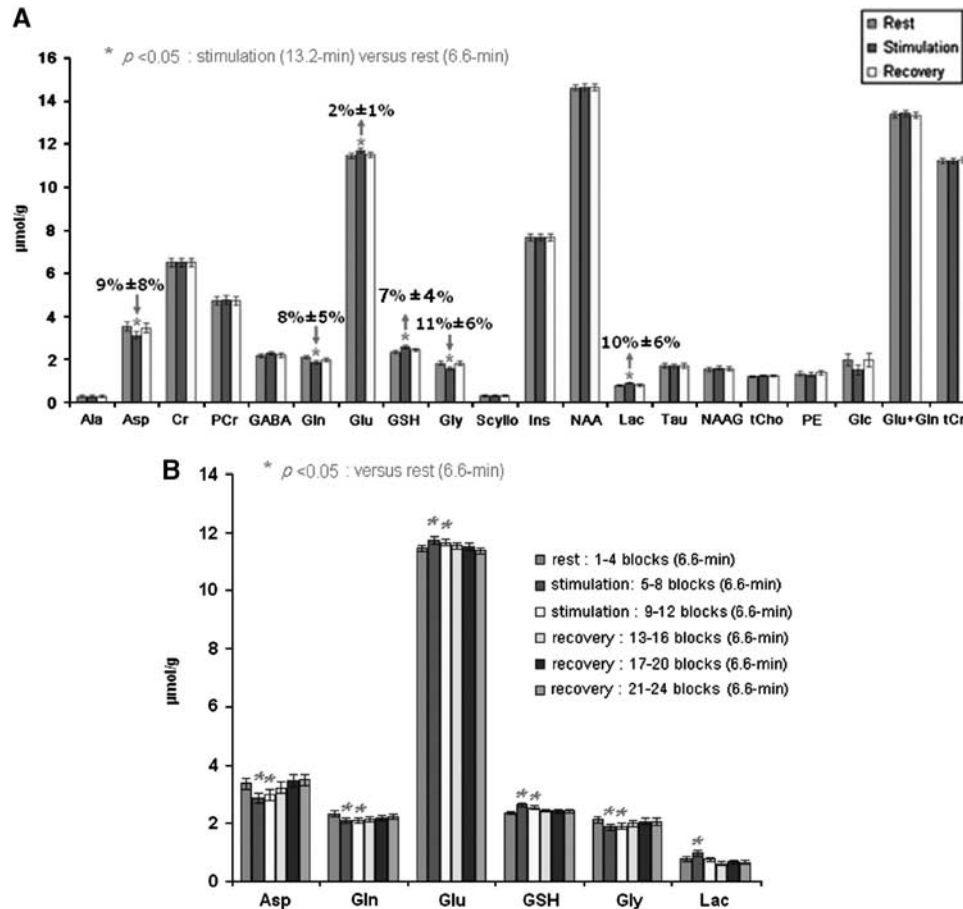 A
Rest
Stimulation
Recovery
* p <0.05 : stimulation (13.2-min) versus rest (6.6-min)
16
14
12
10
8
6
4
2
0
µmol/g
9%±8%
8%±5%
2%±1%
7%±4%
11%±6%
10%±6%
* * * * * *
Ala Asp Cr PCr GABA Gln Glu GSH Gly Scyllo Ins NAA Lac Tau NAAG tCho PE Glc Glu+Gln tCr
B
* p <0.05 : versus rest (6.6-min)
14
12
10
8
6
4
2
0
µmol/g
* * * * * * * * * * *
rest : 1-4 blocks (6.6-min)
stimulation: 5-8 blocks (6.6-min)
stimulation : 9-12 blocks (6.6-min)
recovery : 13-16 blocks (6.6-min)
recovery : 17-20 blocks (6.6-min)
recovery : 21-24 blocks (6.6-min)
Asp Gln Glu GSH Gly Lac